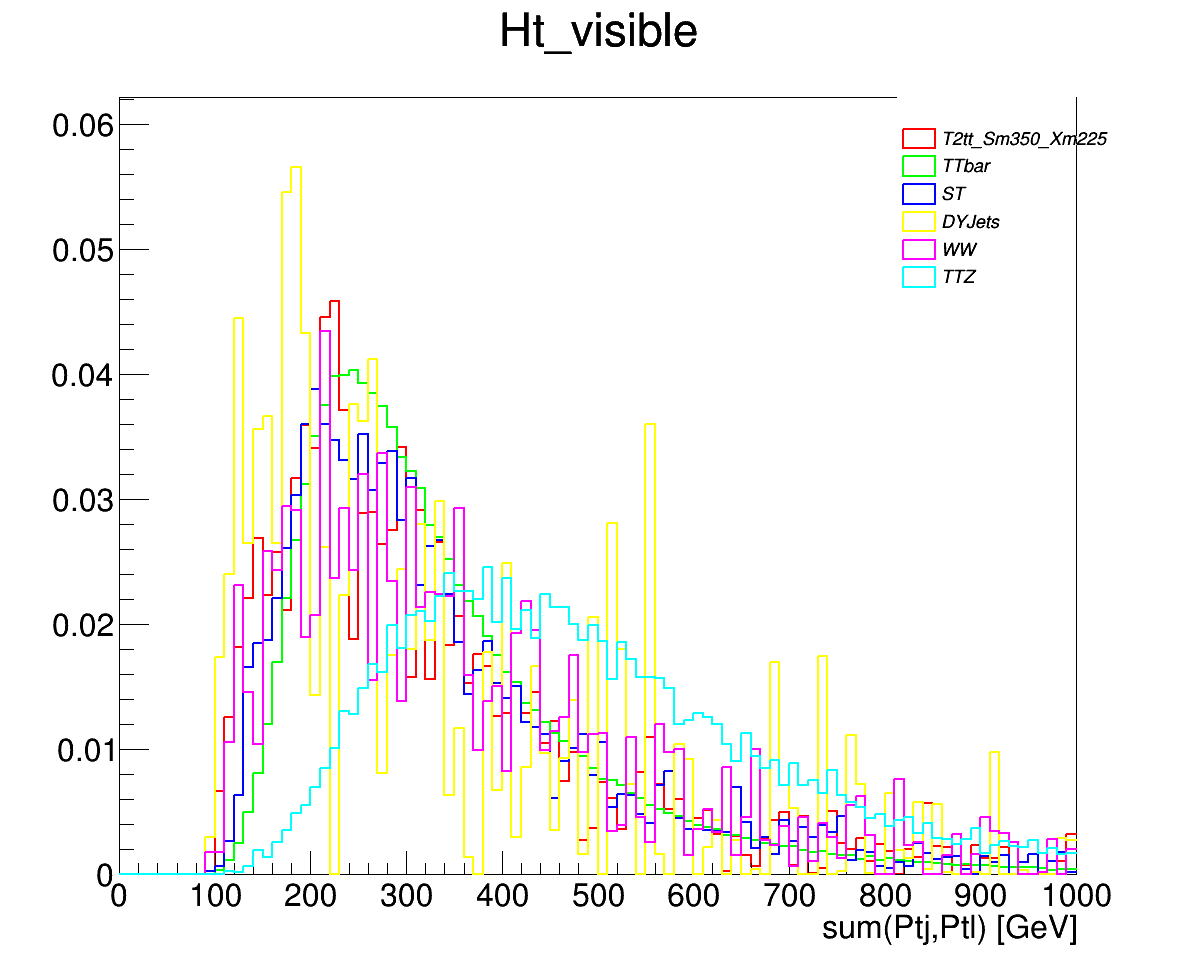 Ht_visible
0.06
0.05
0.04
0.03
0.02
0.01
0
T2tt_Sm350_Xm225
TTbar
ST
DYJets
WW
TTZ
0 100 200 300 400 500 600 700 800 900 1000
sum(Ptj,Ptl) [GeV]